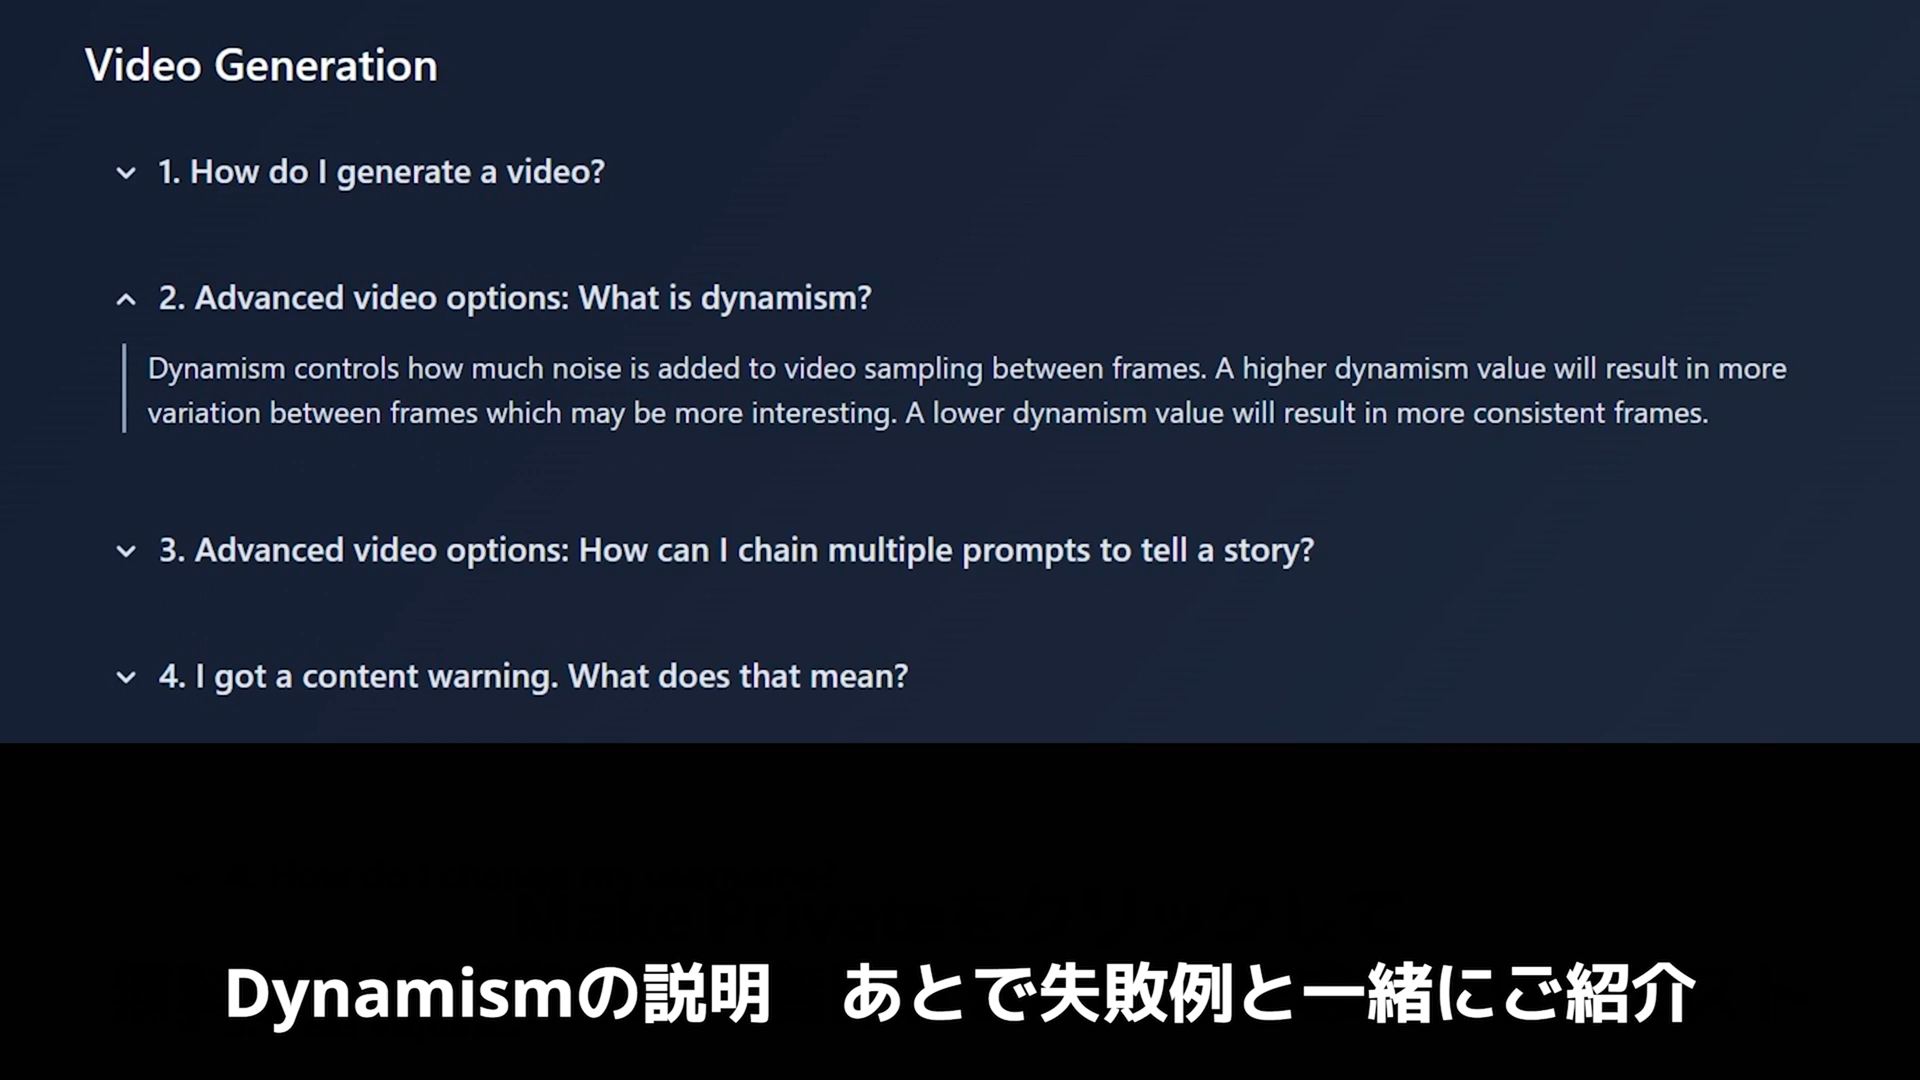 Video Generation
1. How do I generate a video?
2. Advanced video options: What is dynamism?
Dynamism controls how much noise is added to video sampling between frames. A higher dynamism value will result in more
variation between frames which may be more interesting. A lower dynamism value will result in more consistent frames.
3. Advanced video options: How can I chain multiple prompts to tell a story?
4. I got a content warning. What does that mean?
Dynamismの説明　あとで失敗例と一緒にご紹介